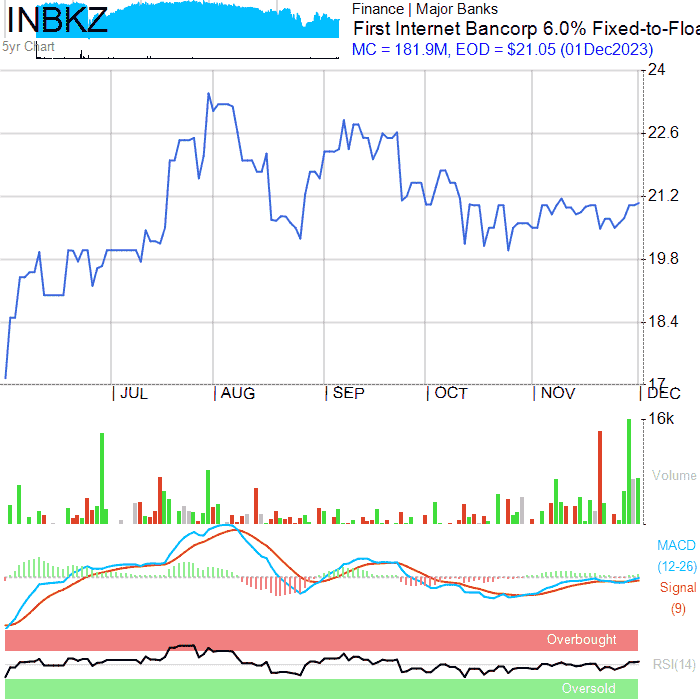 INBKZ
5yr Chart
Finance | Major Banks
First Internet Bancorp 6.0% Fixed-to-Floa
MC = 181.9M, EOD = $21.05 (01Dec2023)
24
22.6
21.2
19.8
18.4
17
JUL AUG SEP OCT NOV DEC
16k
Volume
MACD
(12-26)
Signal
(9)
Overbought
RSI(14)
Oversold